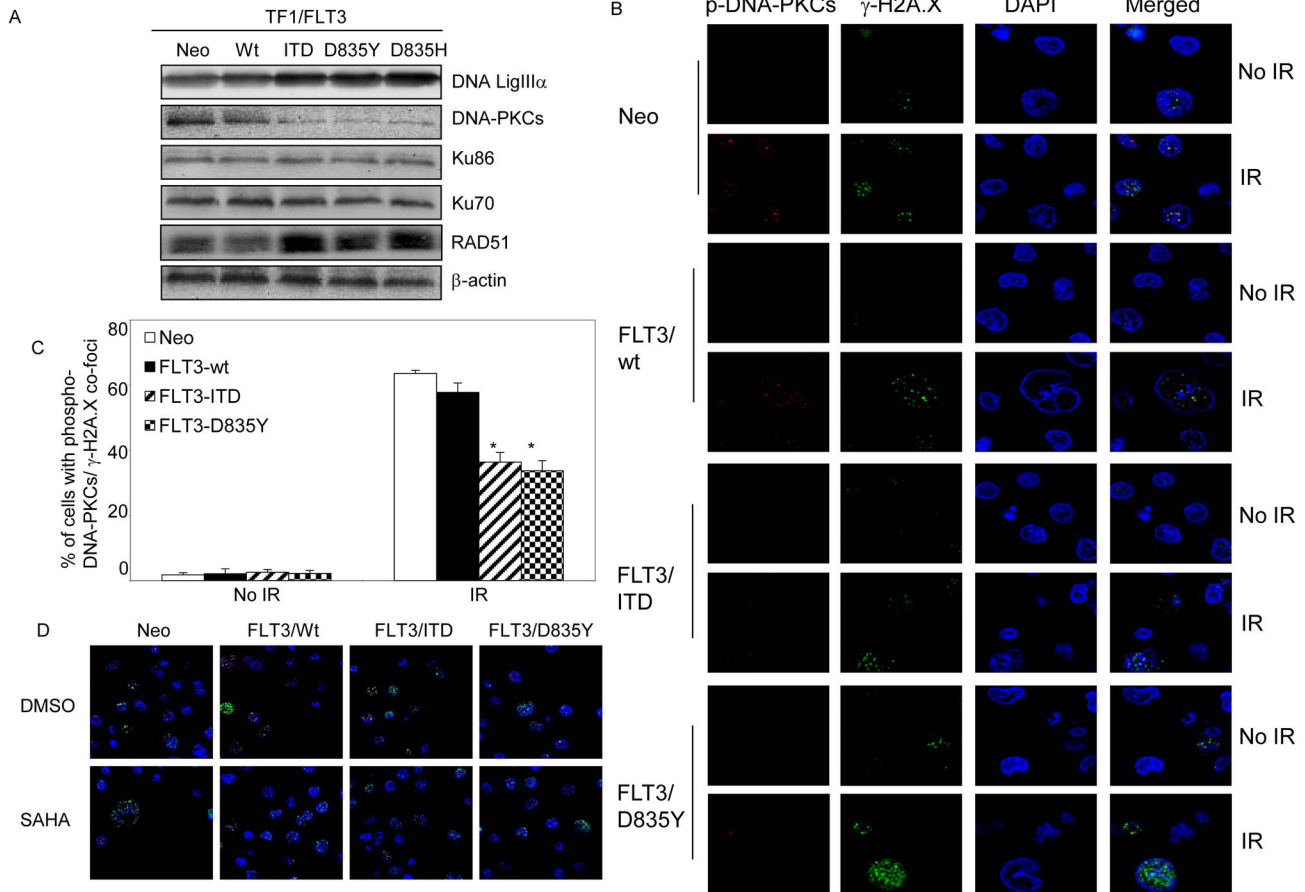 A
TF1/FLT3
Neo Wt ITD D835Y D835H
DNA LigIIIα
DNA-PKCs
Ku86
Ku70
RAD51
β-actin
B
p-DNA-PKCs γ-H2A.X DAPI Merged
Neo
No IR
IR
FLT3/
wt
No IR
IR
FLT3/
ITD
No IR
IR
FLT3/
D835Y
No IR
IR
C
% of cells with phospho-
DNA-PKCs/ γ-H2A.X co-foci
80
60
40
20
0
Neo
FLT3-wt
FLT3-ITD
FLT3-D835Y
* *
No IR IR
D
Neo FLT3/Wt FLT3/ITD FLT3/D835Y
DMSO
SAHA